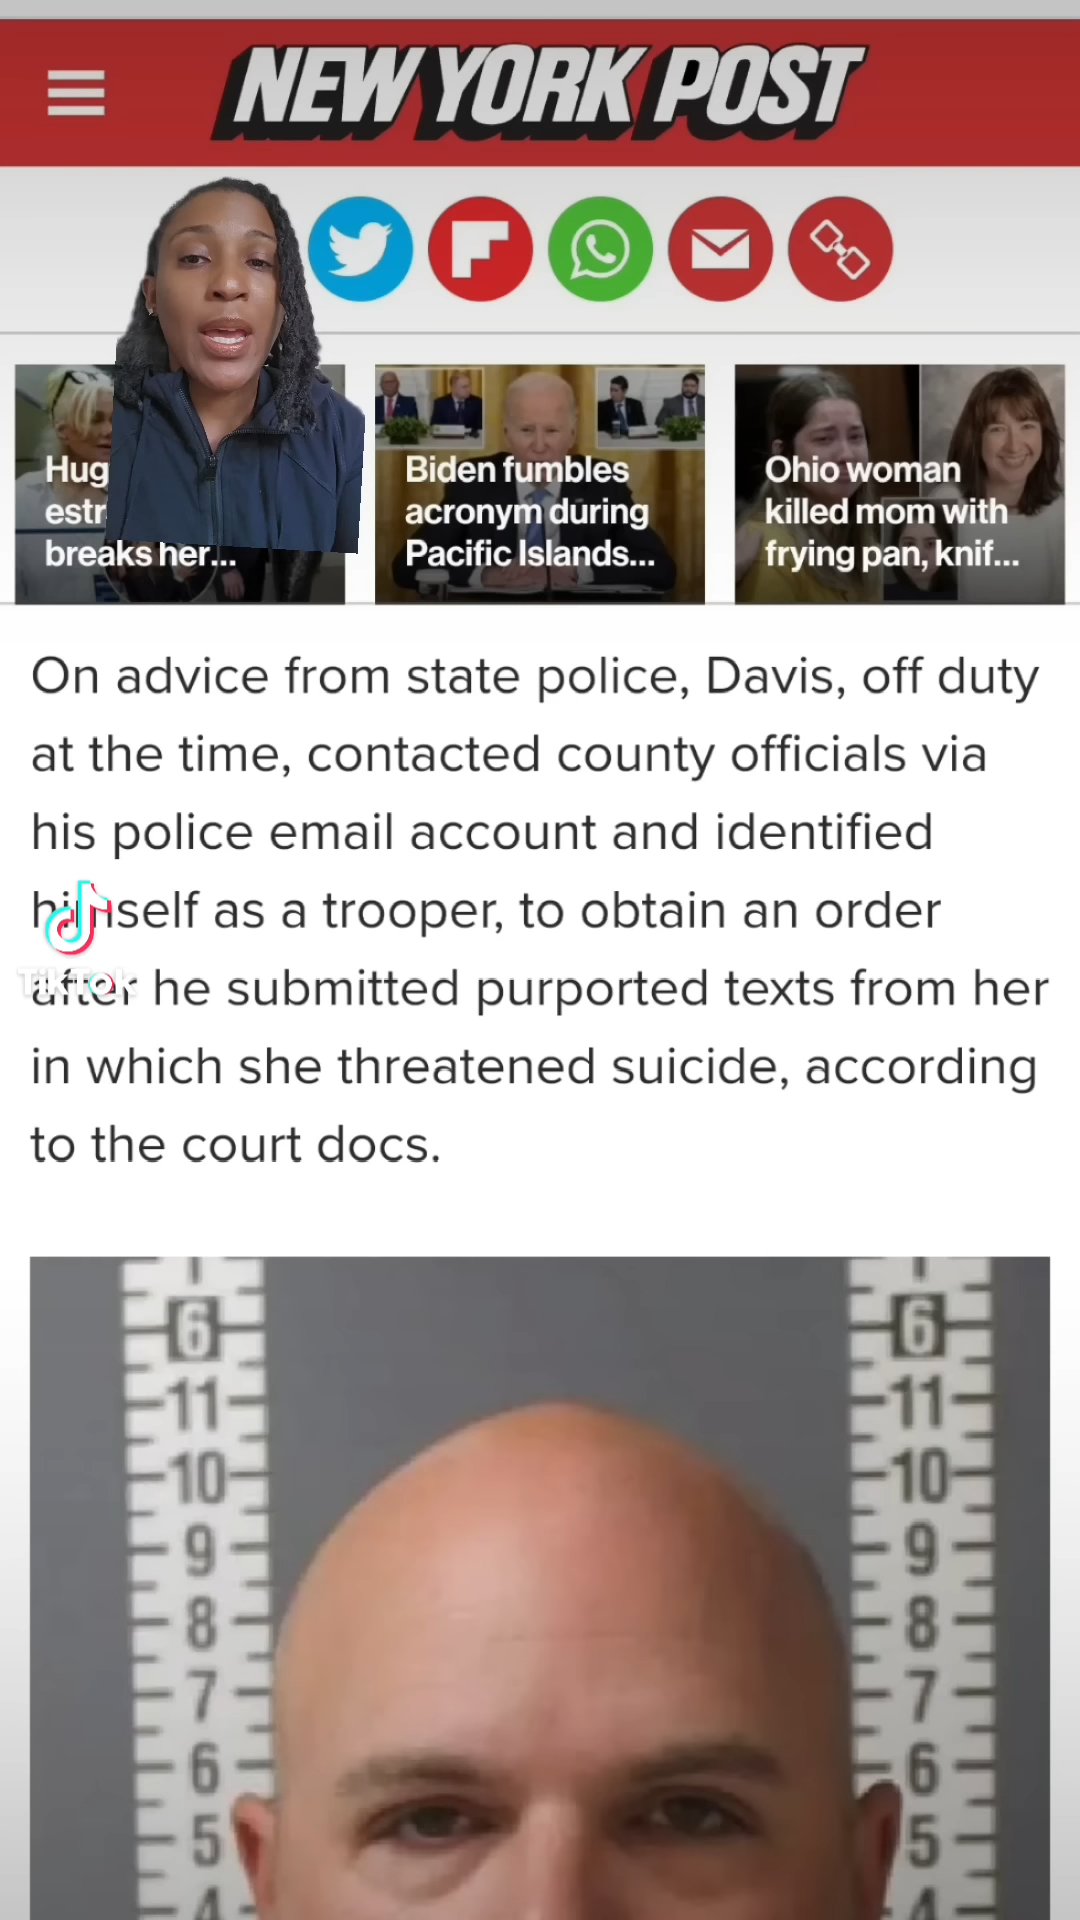 NEW YORK POST
Hug
estr
breaks her...
Biden fumbles
acronym during
Pacific Islands...
Ohio woman
killed mom with
frying pan, knif...
On advice from state police, Davis, off duty
at the time, contacted county officials via
his police email account and identified
himself as a trooper, to obtain an order
after he submitted purported texts from her
in which she threatened suicide, according
to the court docs.
TikTok
6 6
11 11
10 10
9 9
8 8
7 7
6 6
5 5
4 4